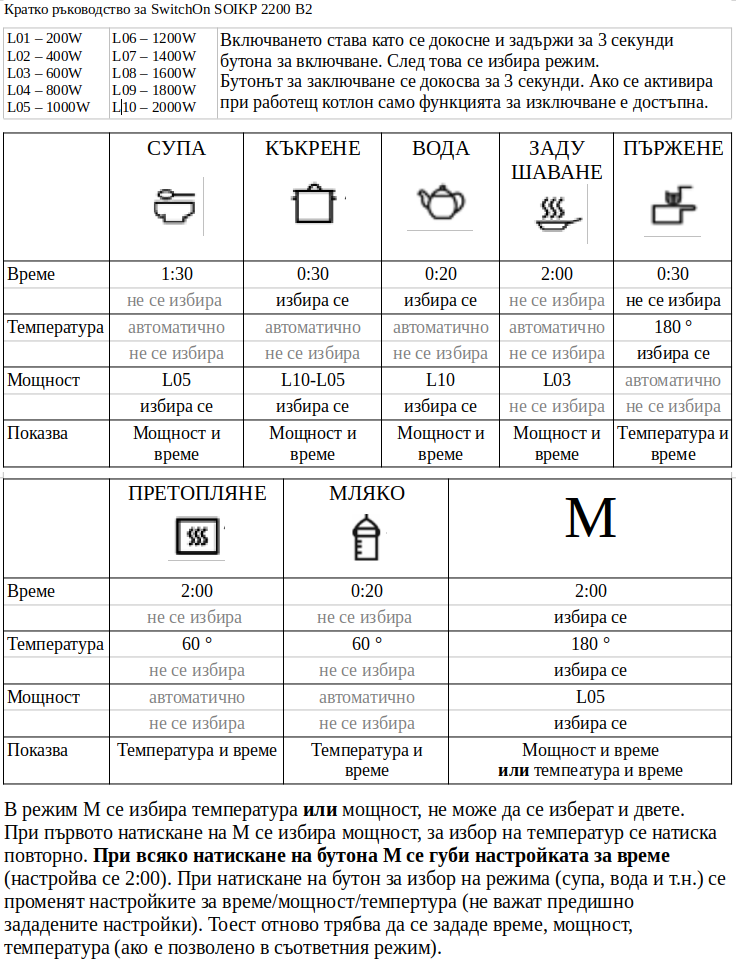 Кратко ръководство за SwitchOn SOIKP 2200 B2
L01 – 200W L06 – 1200W Включването става като се докосне и задържи за 3 секунди
L02 – 400W L07 – 1400W бутона за включване. След това се избира режим.
L03 – 600W L08 – 1600W Бутонът за заключване се докосва за 3 секунди. Ако се активира
L04 – 800W L09 – 1800W при работещ котлон само функцията за изключване е достъпна.
L05 – 1000W L10 – 2000W
СУПА КЪКРЕНЕ ВОДА ЗАДУ ПЪРЖЕНЕ
ШАВАНЕ
Време 1:30 0:30 0:20 2:00 0:30
не се избира избира се избира се не се избира не се избира
Температура автоматично автоматично автоматично автоматично 180 °
не се избира не се избира не се избира не се избира избира се
Мощност L05 L10-L05 L10 L03 автоматично
избира се избира се избира се не се избира не се избира
Показва Мощност и Мощност и Мощност и Мощност и Температура и
време време време време време
ПРЕТОПЛЯНЕ МЛЯКО M
Време 2:00 0:20 2:00
не се избира не се избира избира се
Температура 60 ° 60 ° 180 °
не се избира не се избира избира се
Мощност автоматично автоматично L05
не се избира не се избира избира се
Показва Температура и време Температура и Мощност и време
време или темпеатура и време
В режим М се избира температура или мощност, не може да се изберат и двете.
При първото натискане на М се избира мощност, за избор на температур се натиска
повторно. При всяко натискане на бутона М се губи настройката за време
(настройва се 2:00). При натискане на бутон за избор на режима (супа, вода и т.н.) се
променят настройките за време/мощност/темпертура (не важат предишно
зададените настройки). Тоест отново трябва да се зададе време, мощност,
температура (ако е позволено в съответния режим).